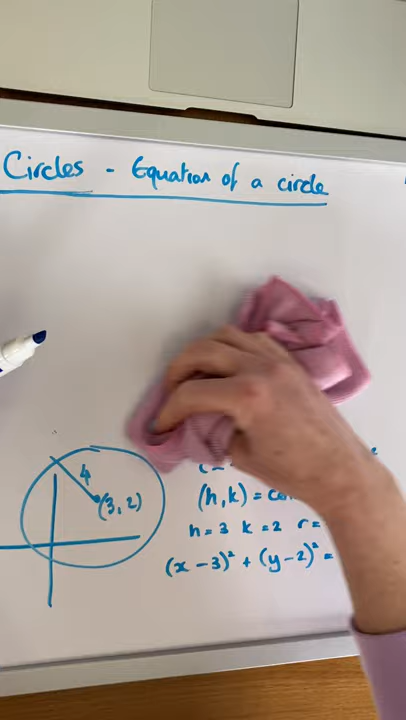 Circles - Equation of a circle
4
(3, 2)
(h, k) =
h = 3 k = 2 r =
(x - 3)² + (y - 2)² =